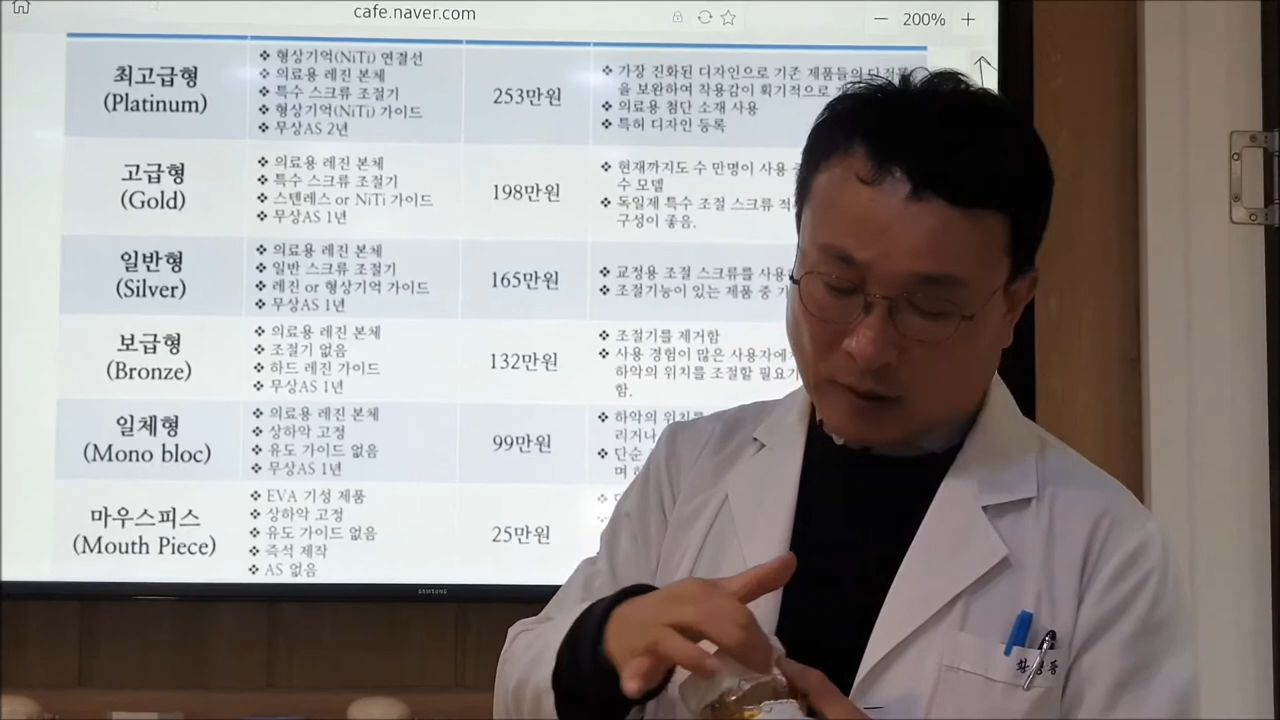 cafe.naver.com
200%
최고급형
(Platinum)
❖ 형상기억(NiTi) 연결선
❖ 의료용 레진 본체
❖ 특수 스크류 조절기
❖ 형상기억(NiTi) 가이드
❖ 무상AS 2년
253만원
❖ 가장 진화된 디자인으로 기존 제품들의
을 보완하여 착용감이 획기적으로
❖ 의료용 첨단 소재 사용
❖ 특허 디자인 등록
고급형
(Gold)
❖ 의료용 레진 본체
❖ 특수 스크류 조절기
❖ 스텐레스 or NiTi 가이드
❖ 무상AS 1년
198만원
❖ 현재까지도 수 만명이 사용
수 모델
❖ 독일제 특수 조절 스크류
구성이 좋음.
일반형
(Silver)
❖ 의료용 레진 본체
❖ 일반 스크류 조절기
❖ 레진 or 형상기억 가이드
❖ 무상AS 1년
165만원
❖ 교정용 조절 스크류를
❖ 조절기능이 있는 제품 중
보급형
(Bronze)
❖ 의료용 레진 본체
❖ 조절기 없음
❖ 하드 레진 가이드
❖ 무상AS 1년
132만원
❖ 조절기를 제거함
❖ 사용 경험이 많은
하악의 위치를 조절할
함.
일체형
(Mono bloc)
❖ 의료용 레진 본체
❖ 상하악 고정
❖ 유도 가이드 없음
❖ 무상AS 1년
99만원
❖ 하악의
리거나
❖ 단순
며
마우스피스
(Mouth Piece)
❖ EVA 기성 제품
❖ 상하악 고정
❖ 유도 가이드 없음
❖ 즉석 제작
❖ AS 없음
25만원
SAMSUNG